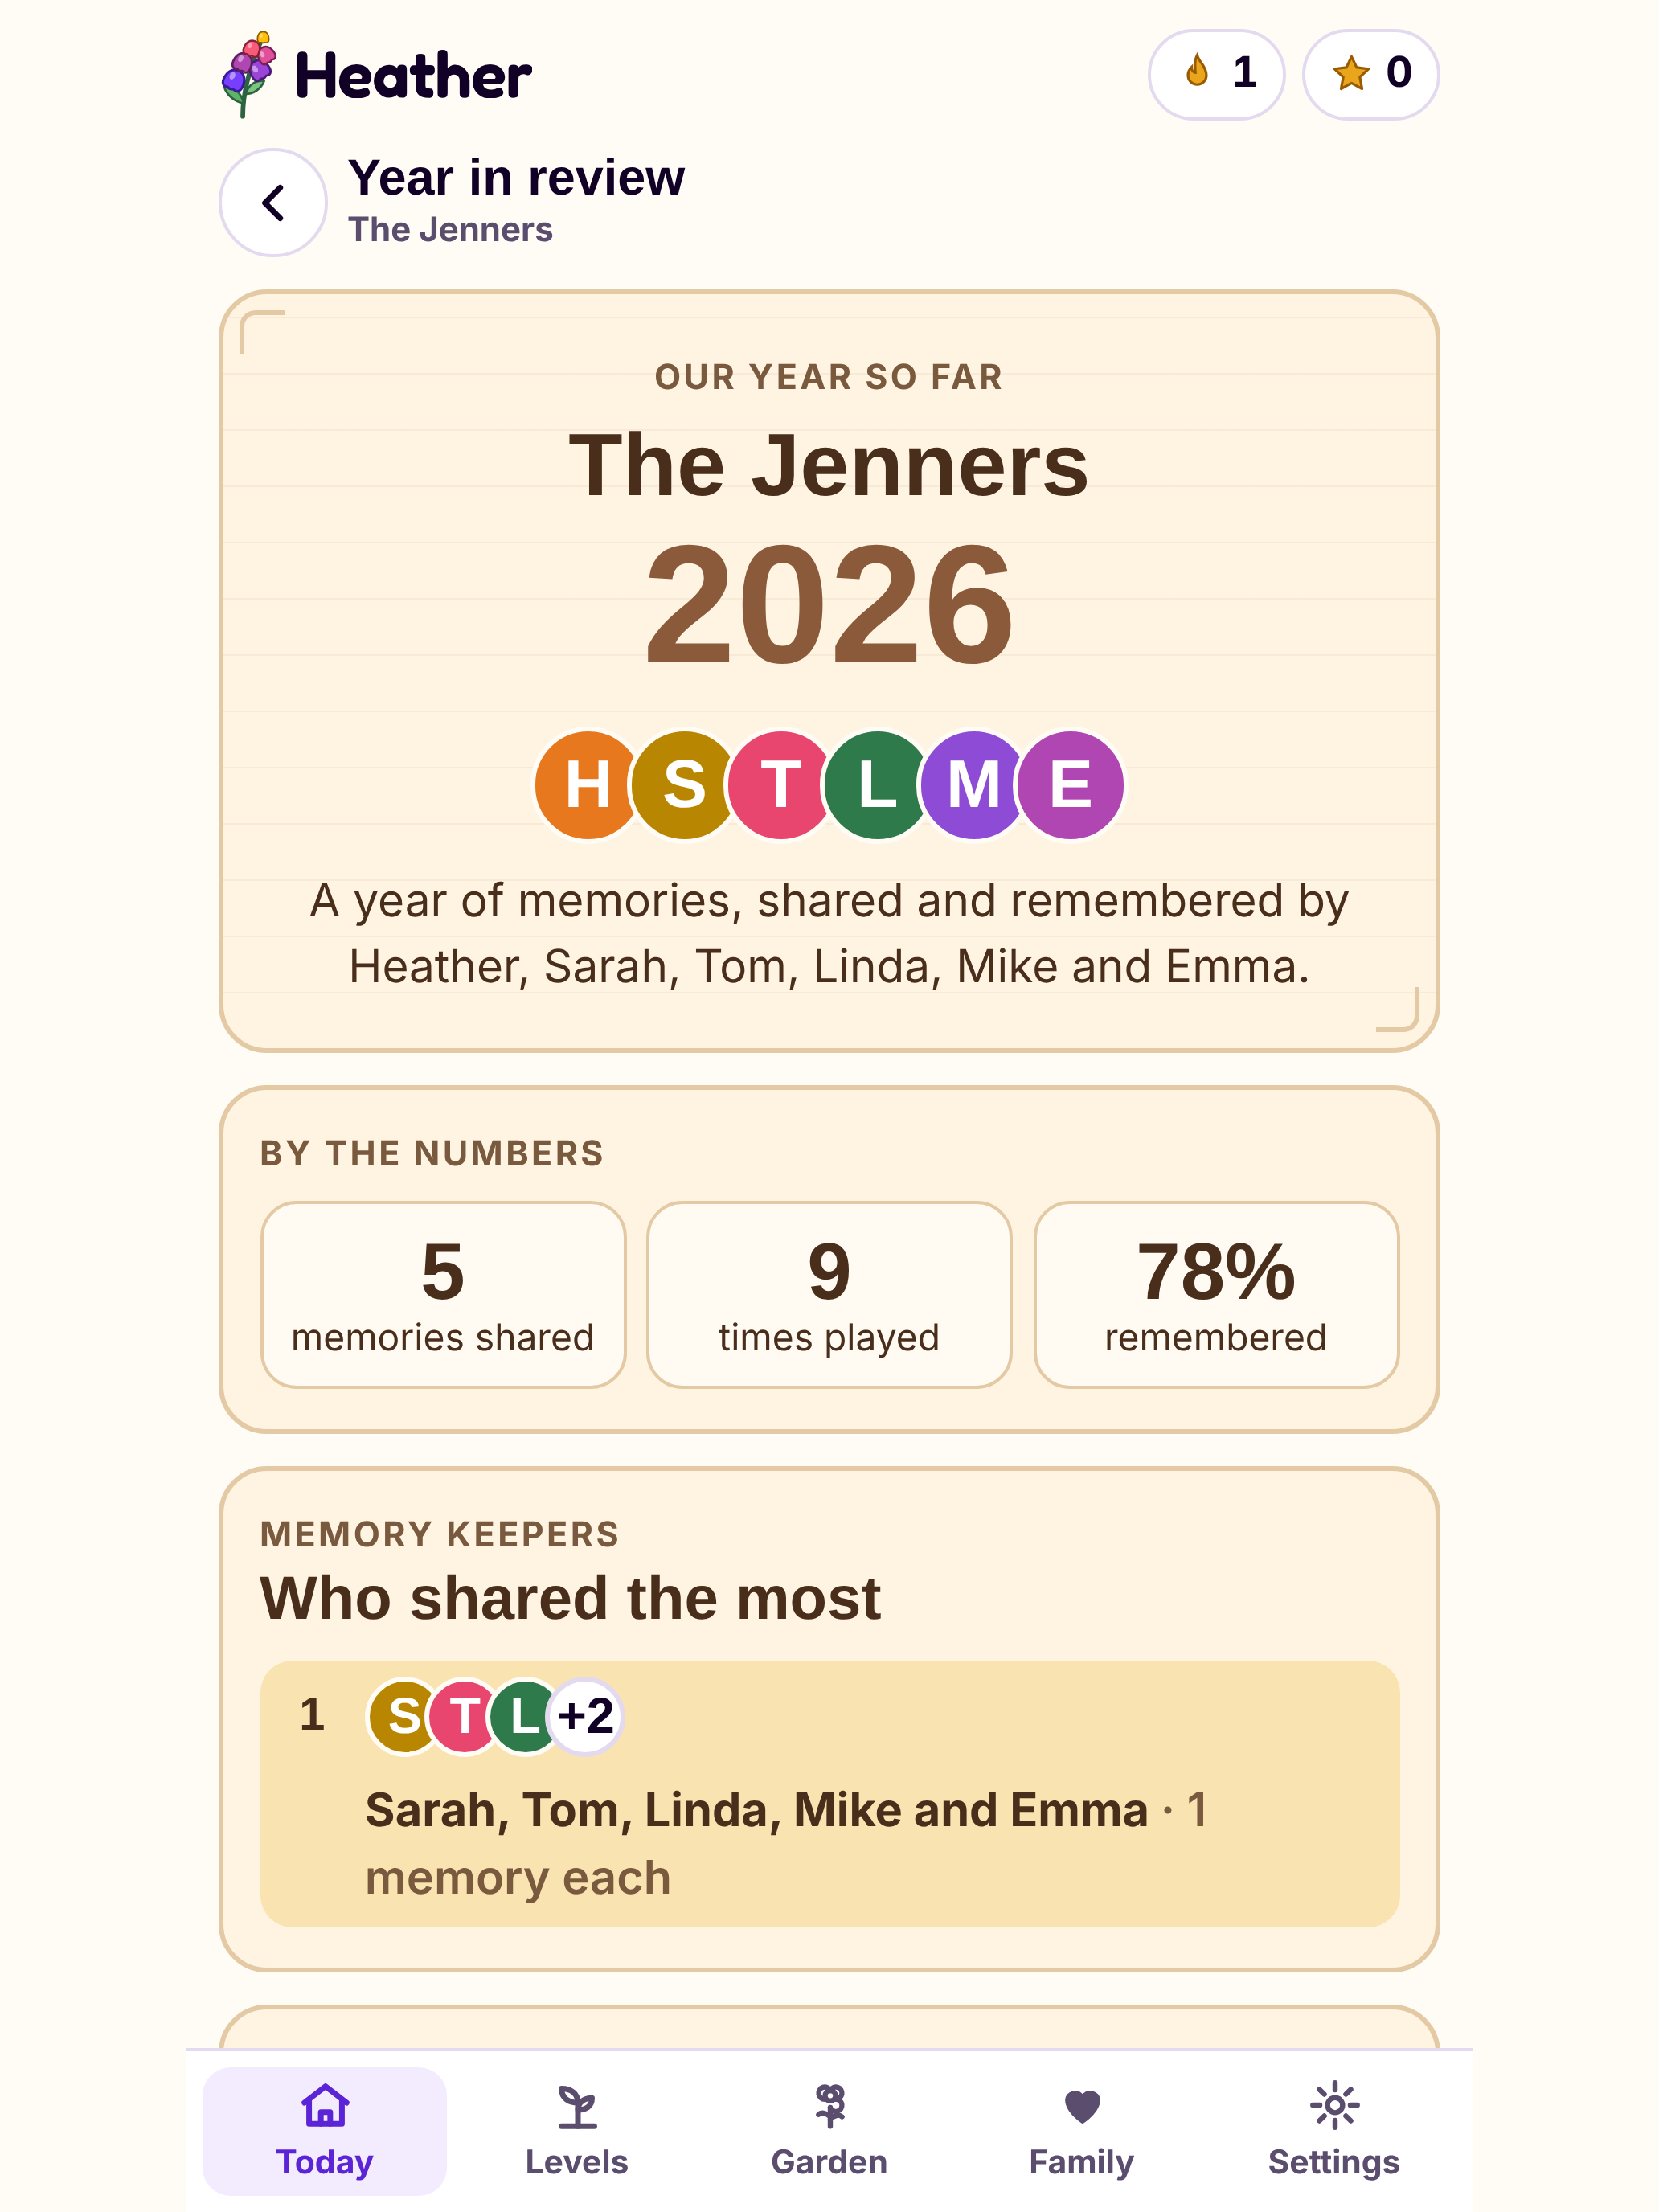 Heather
1
0
Year in review
The Jenners
OUR YEAR SO FAR
The Jenners
2026
H S T L M E
A year of memories, shared and remembered by
Heather, Sarah, Tom, Linda, Mike and Emma.
BY THE NUMBERS
5
memories shared
9
times played
78%
remembered
MEMORY KEEPERS
Who shared the most
1 S T L +2
Sarah, Tom, Linda, Mike and Emma · 1
memory each
Today
Levels
Garden
Family
Settings